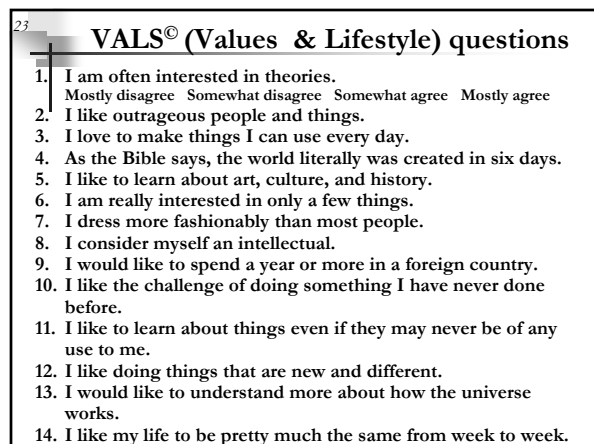 23
VALS© (Values & Lifestyle) questions
1. I am often interested in theories.
Mostly disagree Somewhat disagree Somewhat agree Mostly agree
2. I like outrageous people and things.
3. I love to make things I can use every day.
4. As the Bible says, the world literally was created in six days.
5. I like to learn about art, culture, and history.
6. I am really interested in only a few things.
7. I dress more fashionably than most people.
8. I consider myself an intellectual.
9. I would like to spend a year or more in a foreign country.
10. I like the challenge of doing something I have never done
before.
11. I like to learn about things even if they may never be of any
use to me.
12. I like doing things that are new and different.
13. I would like to understand more about how the universe
works.
14. I like my life to be pretty much the same from week to week.